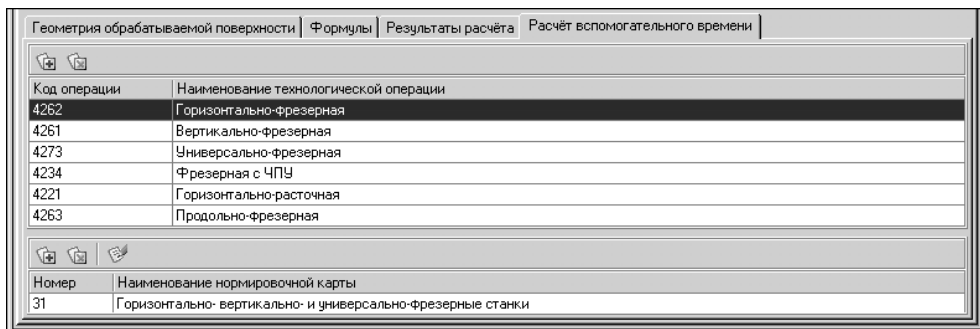 Геометрия обрабатываемой поверхности Формулы Результаты расчёта Расчёт вспомогательного времени
Код операции Наименование технологической операции
4262 Горизонтально-фрезерная
4261 Вертикально-фрезерная
4273 Универсально-фрезерная
4234 Фрезерная с ЧПУ
4221 Горизонтально-расточная
4263 Продольно-фрезерная
Номер Наименование нормировочной карты
31 Горизонтально- вертикально- и универсально-фрезерные станки